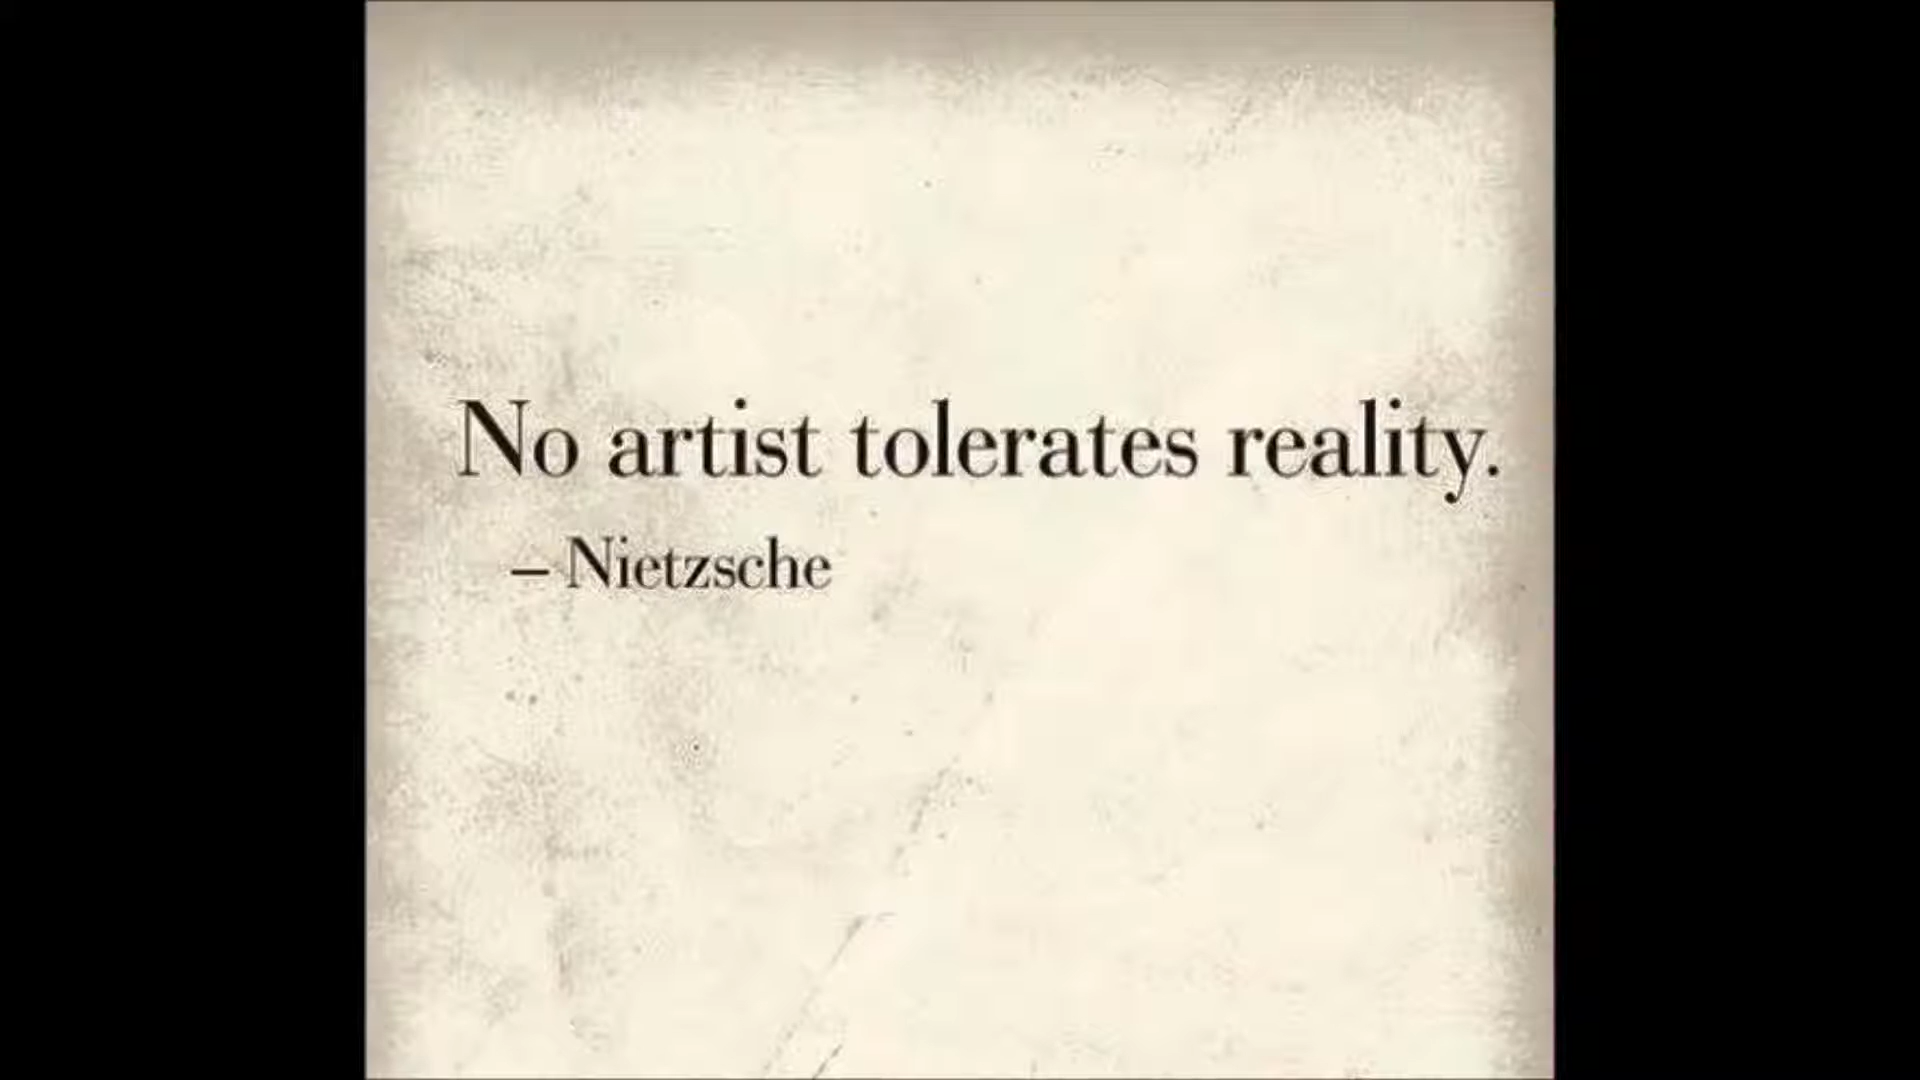 No artist tolerates reality.
– Nietzsche